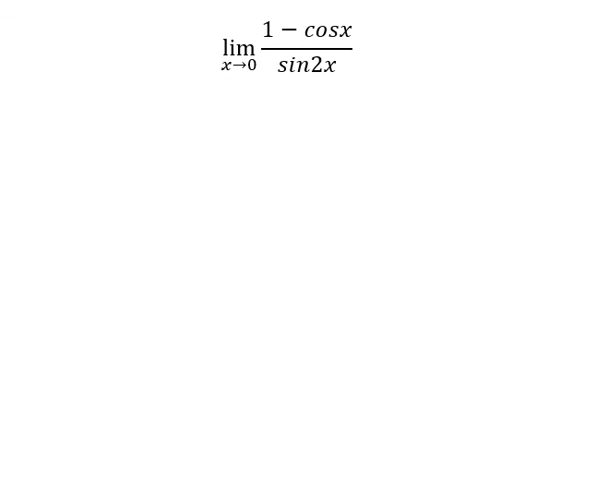 lim x→0 1 − cosx / sin2x